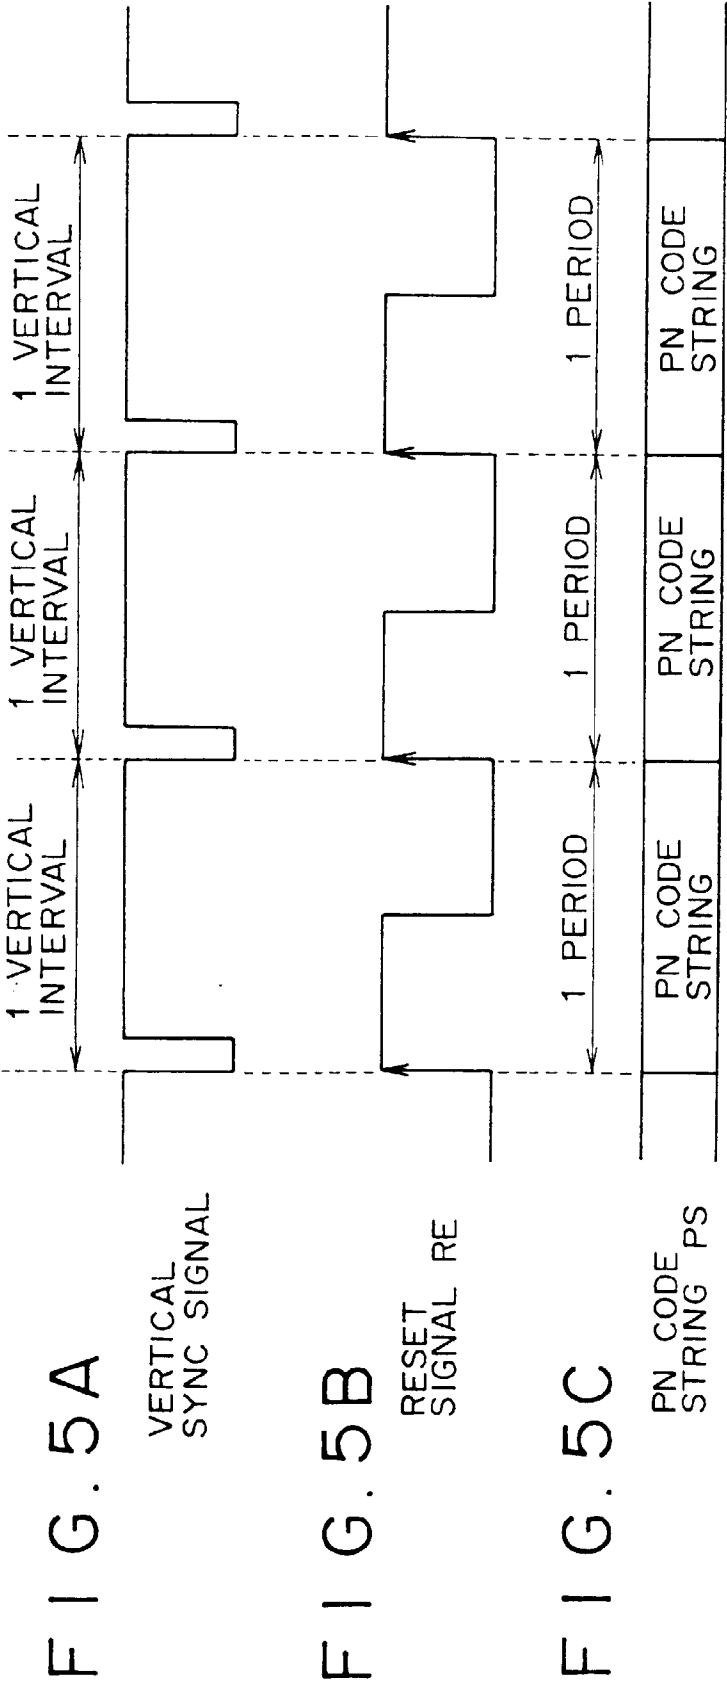 FIG. 5A
VERTICAL
SYNC SIGNAL
1 VERTICAL
INTERVAL
1 VERTICAL
INTERVAL
1 VERTICAL
INTERVAL
FIG. 5B
RESET
SIGNAL RE
1 PERIOD
1 PERIOD
1 PERIOD
FIG. 5C
PN CODE
STRING PS
PN CODE
STRING
PN CODE
STRING
PN CODE
STRING